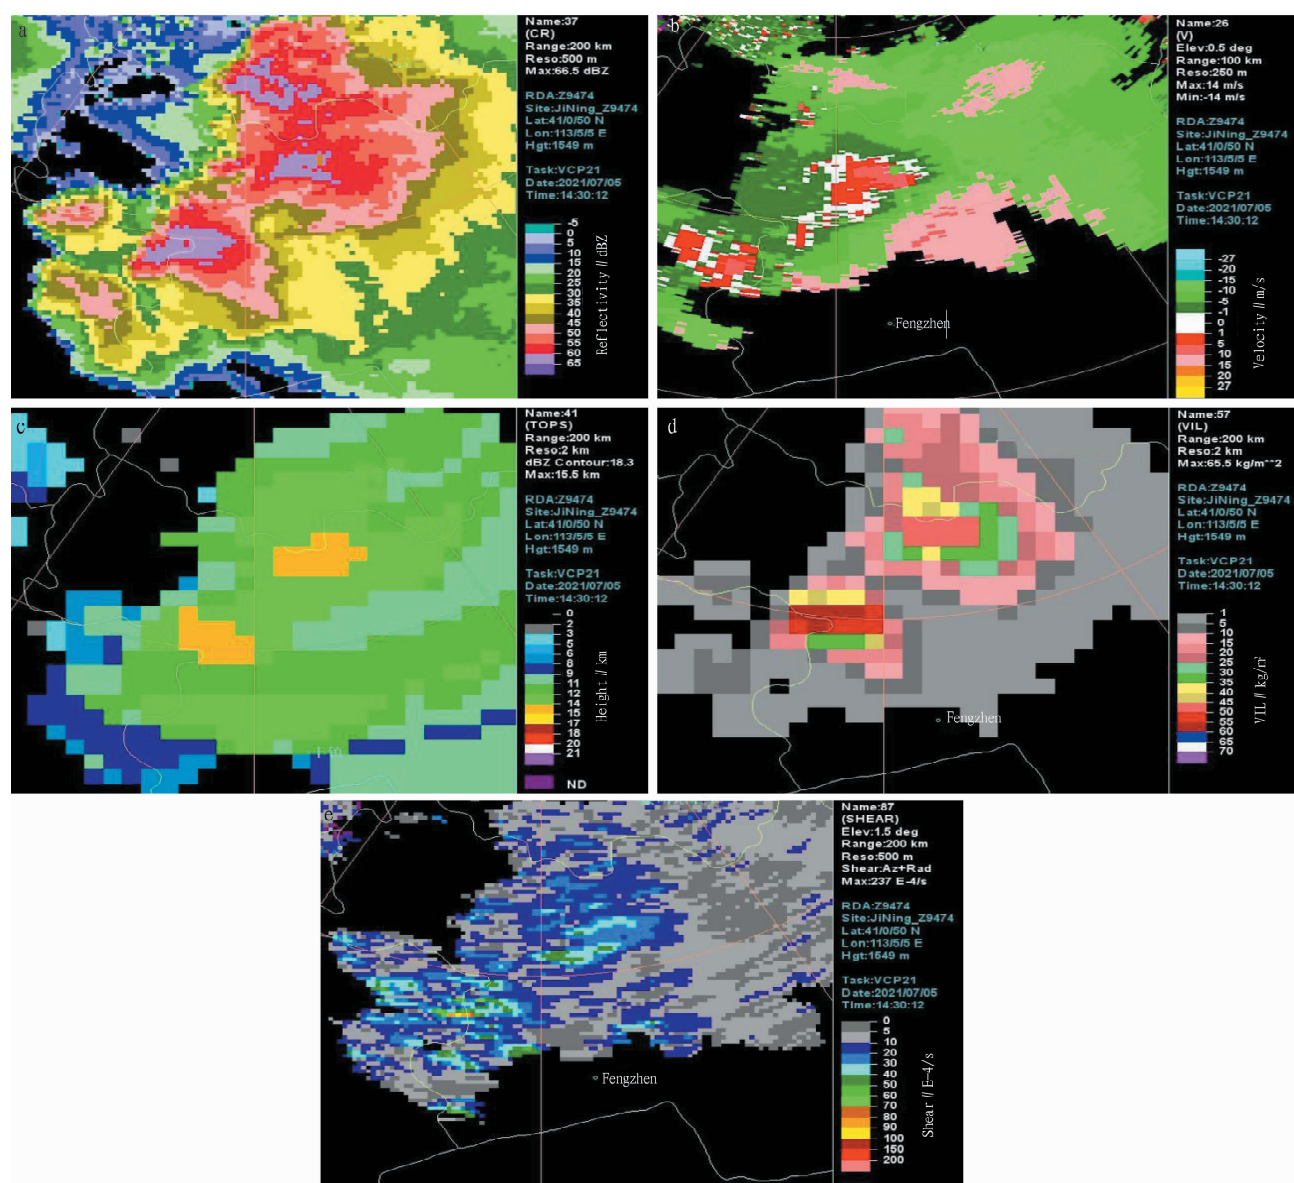 a
Name:37
(CR)
Range:200 km
Reso:500 m
Max:66.5 dBZ
RDA:Z9474
Site:JiNing_Z9474
Lat:41/0/50 N
Lon:113/5/5 E
Hgt:1549 m
Task:VCP21
Date:2021/07/05
Time:14:30:12
-5
0
5
10
15
20
25
30
35
40
45
50
55
60
65
Reflectivity // dBZ
b
Name:26
(V)
Elev:0.5 deg
Range:100 km
Reso:250 m
Max:14 m/s
Min:-14 m/s
RDA:Z9474
Site:JiNing_Z9474
Lat:41/0/50 N
Lon:113/5/5 E
Hgt:1549 m
Task:VCP21
Date:2021/07/05
Time:14:30:12
-27
-20
-15
-10
-5
-1
0
1
5
10
15
20
27
Velocity // m/s
Fengzhen
c
Name:41
(TOPS)
Range:200 km
Reso:2 km
dBZ Contour:18.3
Max:15.5 km
RDA:Z9474
Site:JiNing_Z9474
Lat:41/0/50 N
Lon:113/5/5 E
Hgt:1549 m
Task:VCP21
Date:2021/07/05
Time:14:30:12
0
2
3
5
6
8
9
11
12
14
15
17
18
20
21
ND
Height // km
d
Name:57
(VIL)
Range:200 km
Reso:2 km
Max:65.5 kg/m**2
RDA:Z9474
Site:JiNing_Z9474
Lat:41/0/50 N
Lon:113/5/5 E
Hgt:1549 m
Task:VCP21
Date:2021/07/05
Time:14:30:12
1
5
10
15
20
25
30
35
40
45
50
55
60
65
70
VIL // kg/m²
Fengzhen
e
Name:87
(SHEAR)
Elev:1.5 deg
Range:200 km
Reso:500 m
Shear:Az+Rad
Max:237 E-4/s
RDA:Z9474
Site:JiNing_Z9474
Lat:41/0/50 N
Lon:113/5/5 E
Hgt:1549 m
Task:VCP21
Date:2021/07/05
Time:14:30:12
0
5
10
20
30
40
50
60
70
80
90
100
150
200
Shear // E-4/s
Fengzhen